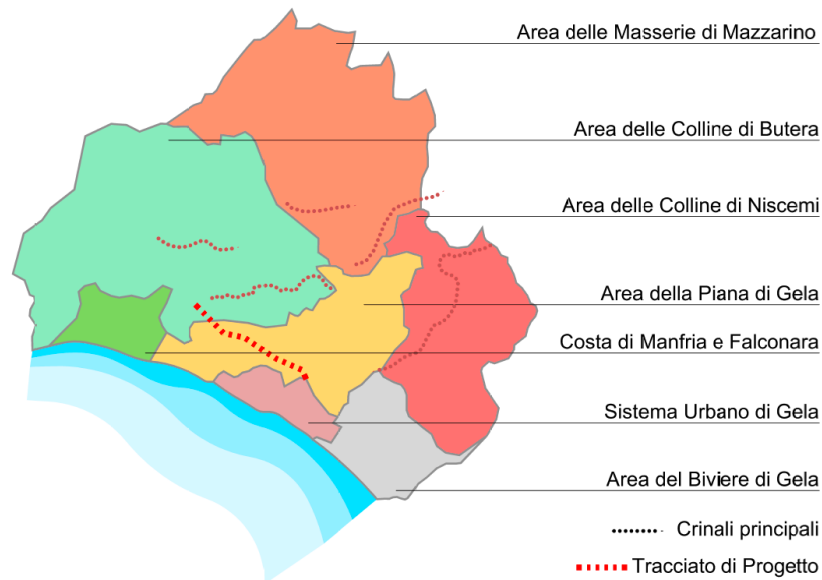 Area delle Masserie di Mazzarino
Area delle Colline di Butera
Area delle Colline di Niscemi
Area della Piana di Gela
Costa di Manfria e Falconara
Sistema Urbano di Gela
Area del Biviere di Gela
Crinali principali
Tracciato di Progetto